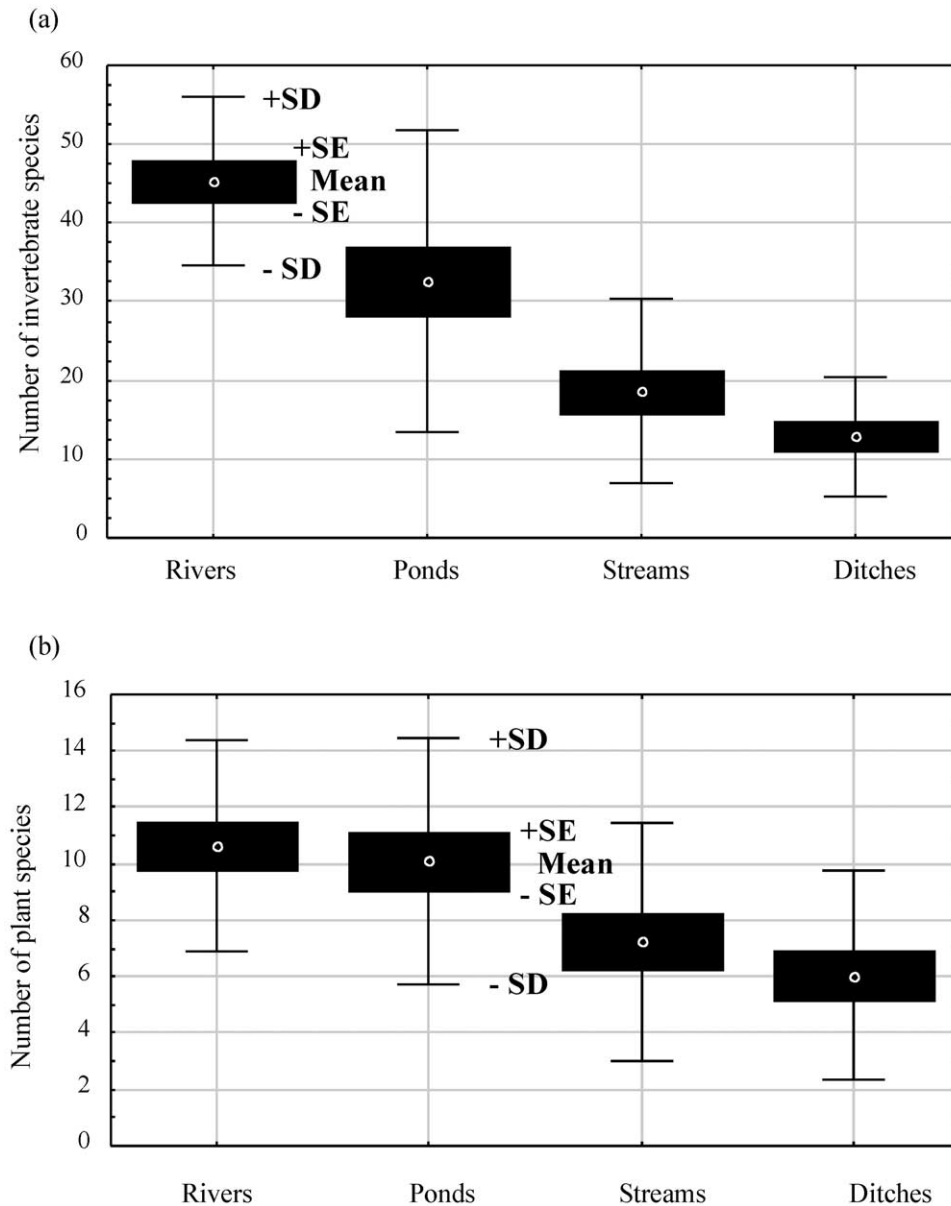 (a)
Number of invertebrate species
60
50
40
30
20
10
0
+SD
+SE
Mean
- SE
- SD
Rivers Ponds Streams Ditches
(b)
Number of plant species
16
14
12
10
8
6
4
2
0
+SD
+SE
Mean
- SE
- SD
Rivers Ponds Streams Ditches